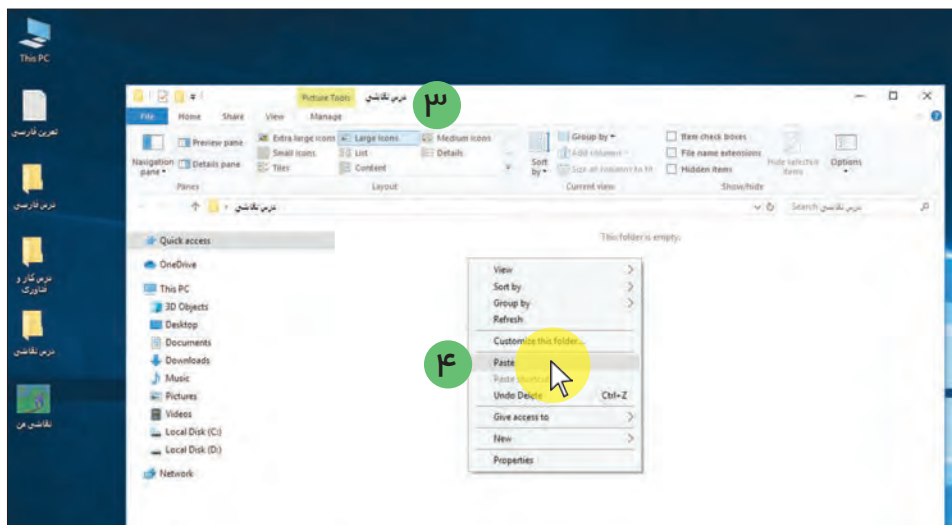 This PC
تمرین فارسی
درس فارسی
درس کار و
فناوری
درس نقاشی
نقاشی من
Picture Tools
درس نقاشی
۳
File
Home
Share
View
Manage
Navigation
pane
Preview pane
Details pane
Panes
Extra large icons
Large icons
Medium icons
Small icons
List
Details
Tiles
Content
Layout
Sort
by
Group by
Add columns
Size all columns to fit
Current view
Item check boxes
File name extensions
Hidden items
Hide selected
items
Show/hide
Options
درس نقاشی
Search درس نقاشی
Quick access
OneDrive
This PC
3D Objects
Desktop
Documents
Downloads
Music
Pictures
Videos
Local Disk (C:)
Local Disk (D:)
Network
This folder is empty.
View
Sort by
Group by
Refresh
Customize this folder...
۴
Paste
Paste shortcut
Undo Delete Ctrl+Z
Give access to
New
Properties